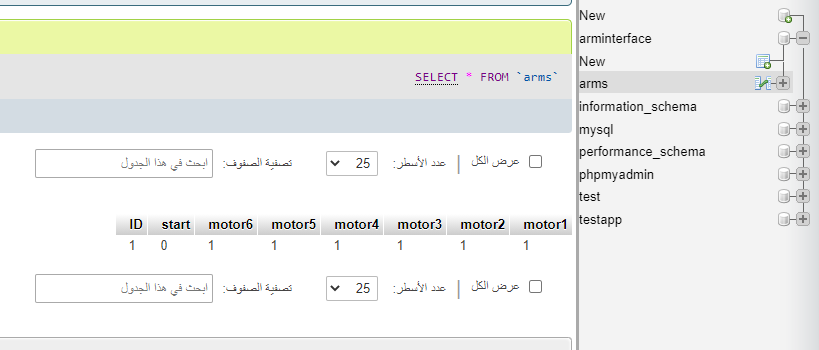 SELECT * FROM `arms`
عرض الكل | عدد الأسطر: 25 تصفية الصفوف: ابحث في هذا الجدول
motor1 motor2 motor3 motor4 motor5 motor6 start ID
1 1 1 1 1 1 0 1
عرض الكل | عدد الأسطر: 25 تصفية الصفوف: ابحث في هذا الجدول
New
arminterface
New
arms
information_schema
mysql
performance_schema
phpmyadmin
test
testapp